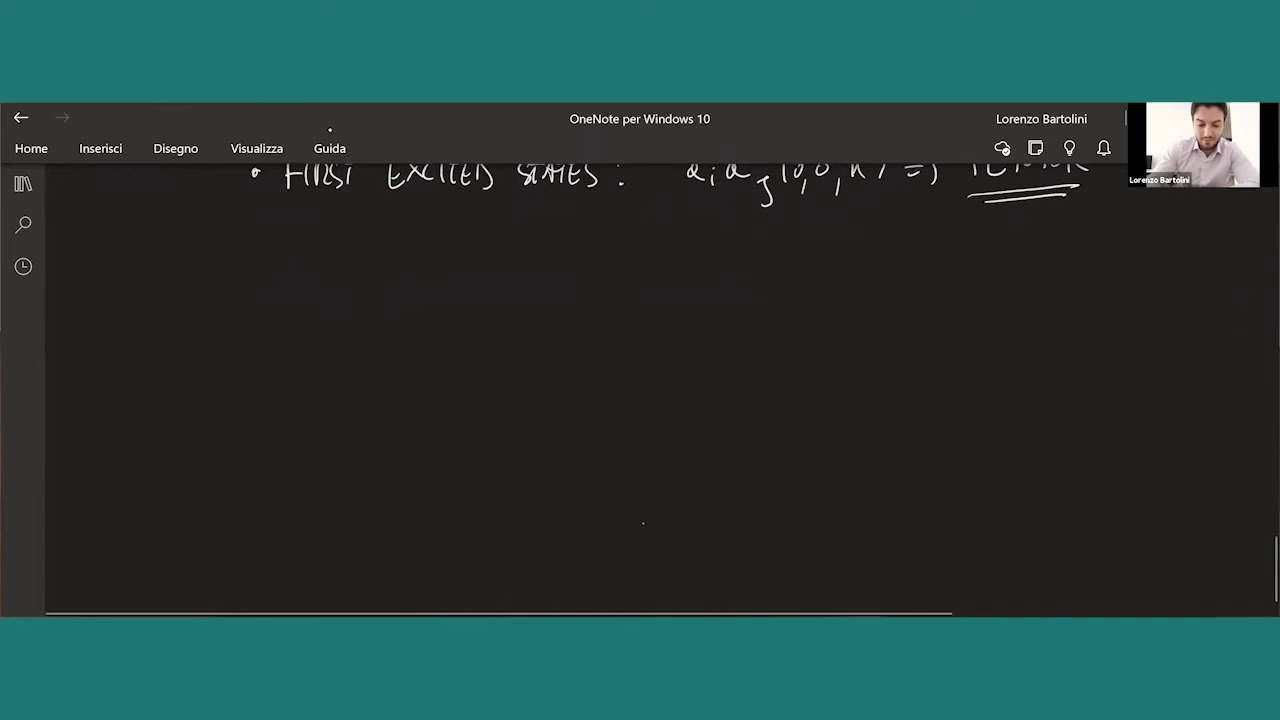 OneNote per Windows 10
Lorenzo Bartolini
Home Inserisci Disegno Visualizza Guida
Lorenzo Bartolini
• FIRST EXCITED STATES :